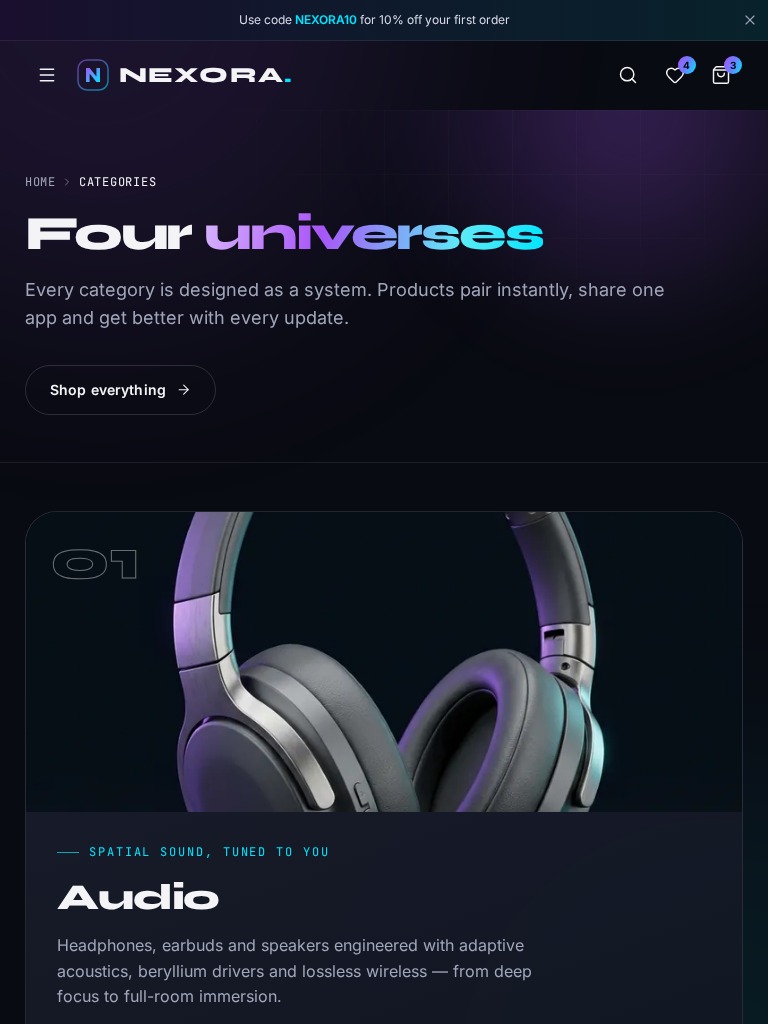 Use code NEXORA10 for 10% off your first order
N NEXORA.
4
3
HOME > CATEGORIES
Four universes
Every category is designed as a system. Products pair instantly, share one
app and get better with every update.
Shop everything →
01
SPATIAL SOUND, TUNED TO YOU
Audio
Headphones, earbuds and speakers engineered with adaptive
acoustics, beryllium drivers and lossless wireless — from deep
focus to full-room immersion.